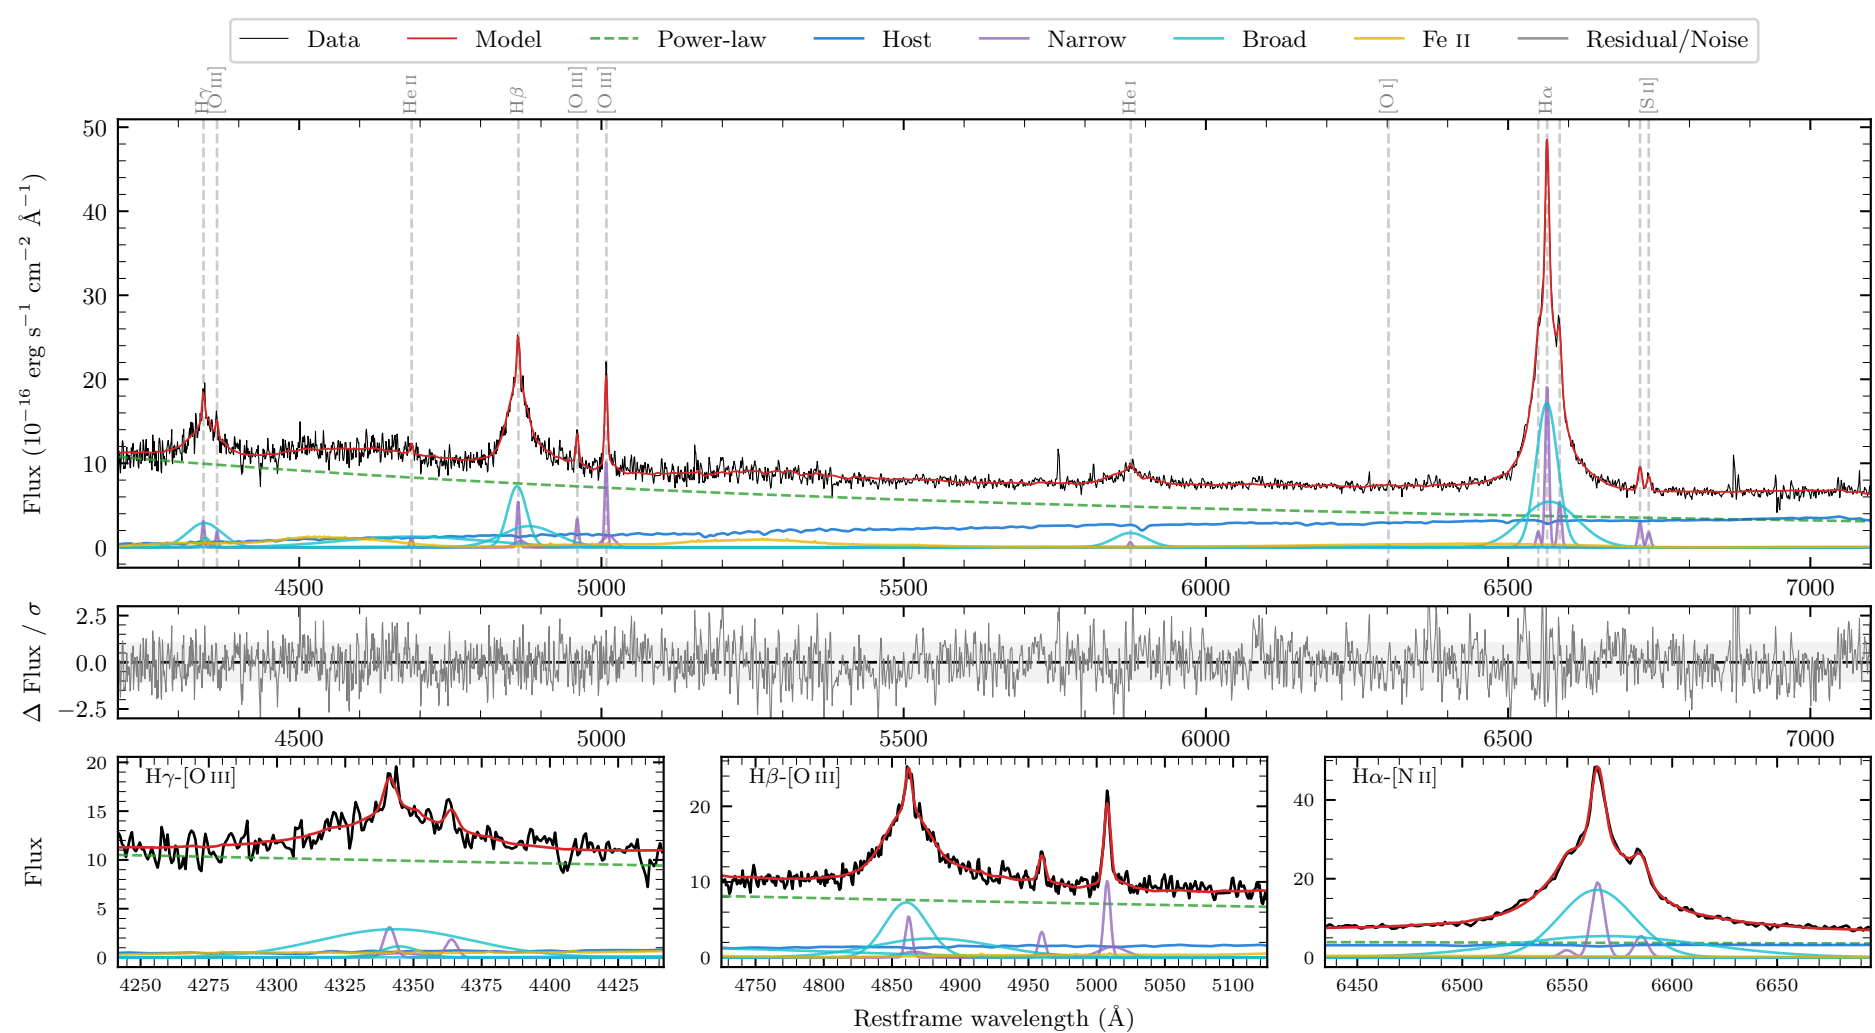 Data Model Power-law Host Narrow Broad Fe II Residual/Noise
Hγ [O III] He II Hβ [O III] [O III] He I [O I] Hα [S II]
Flux (10−16 erg s−1 cm−2 Å−1)
50
40
30
20
10
0
4500 5000 5500 6000 6500 7000
Δ Flux / σ
2.5
0.0
−2.5
4500 5000 5500 6000 6500 7000
Flux
Hγ-[O III]
20
15
10
5
0
4250 4275 4300 4325 4350 4375 4400 4425
Hβ-[O III]
20
10
0
4750 4800 4850 4900 4950 5000 5050 5100
Hα-[N II]
40
20
0
6450 6500 6550 6600 6650
Restframe wavelength (Å)